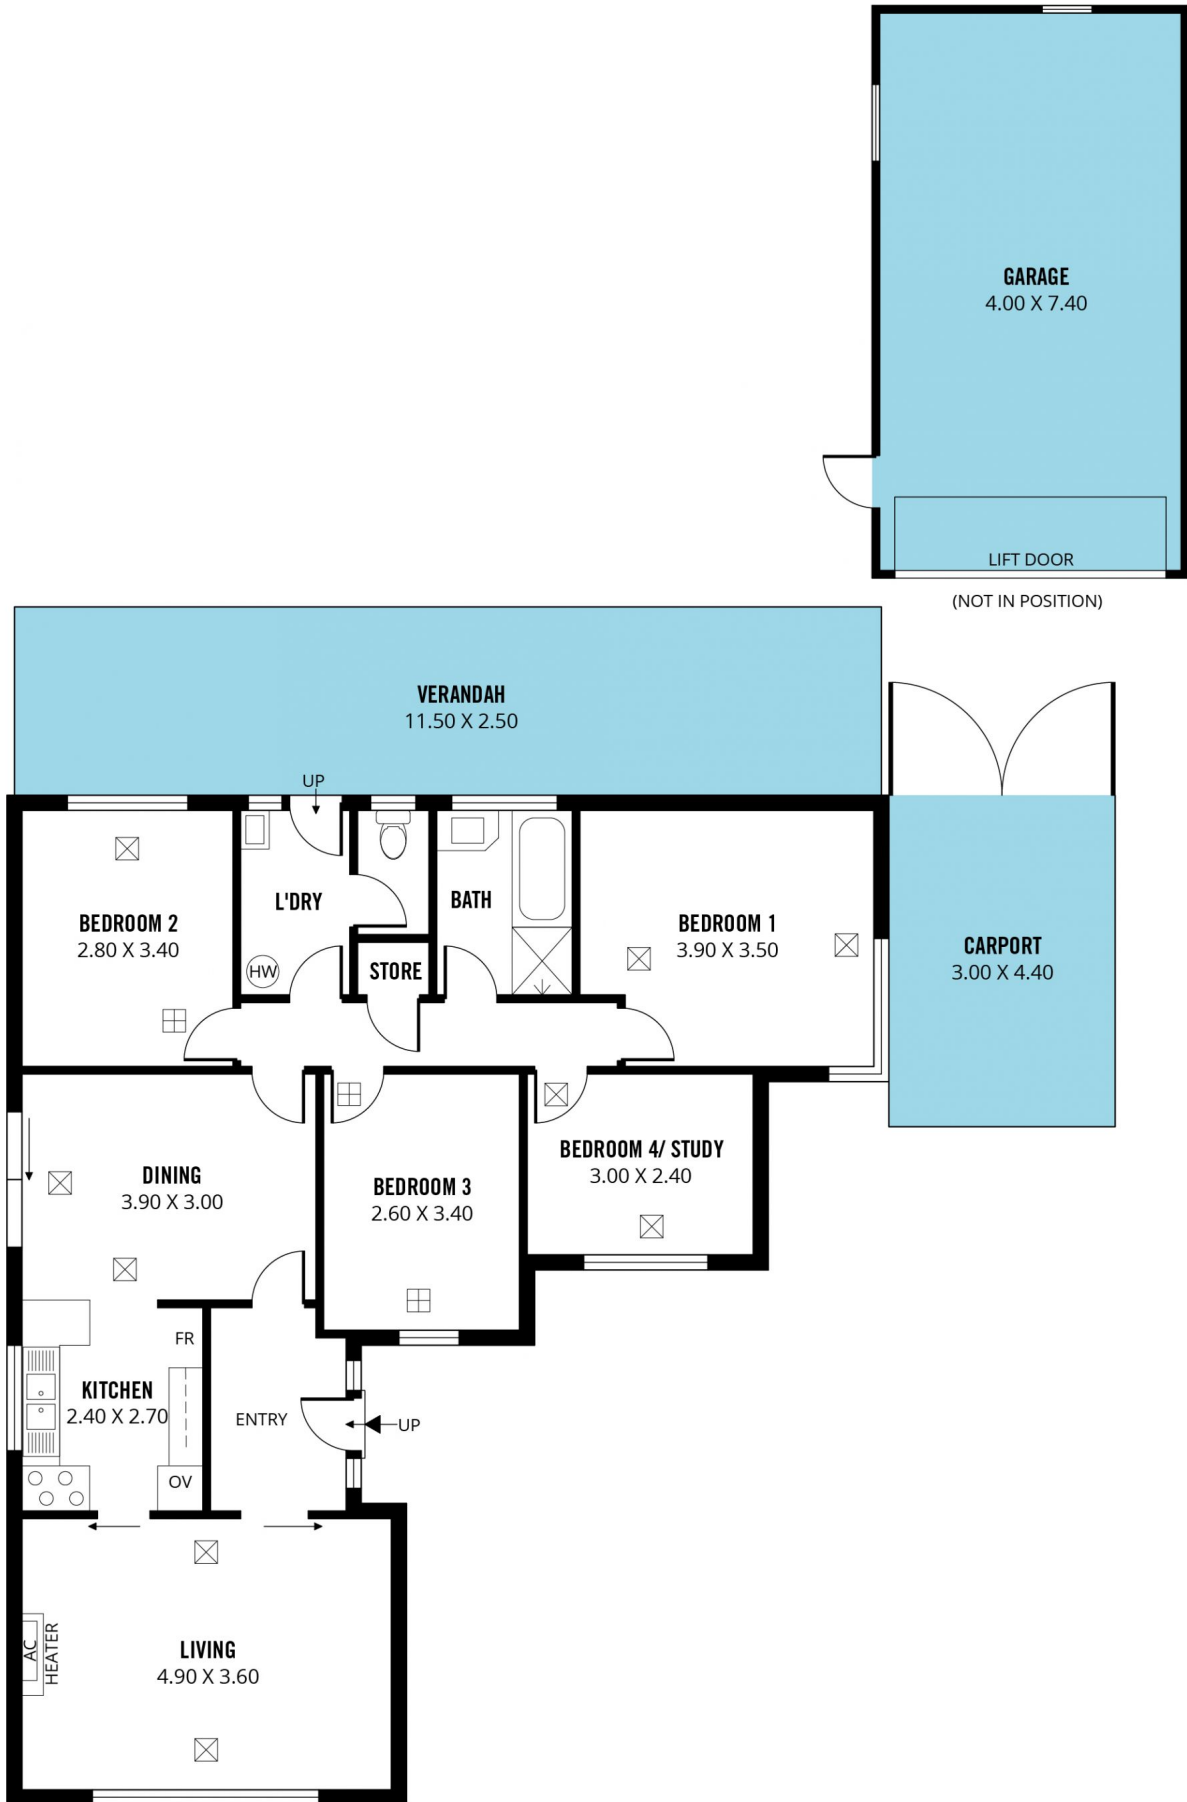 GARAGE
4.00 X 7.40
LIFT DOOR
(NOT IN POSITION)
VERANDAH
11.50 X 2.50
UP
BEDROOM 2
2.80 X 3.40
L'DRY
HW
STORE
BATH
BEDROOM 1
3.90 X 3.50
CARPORT
3.00 X 4.40
DINING
3.90 X 3.00
BEDROOM 3
2.60 X 3.40
BEDROOM 4/ STUDY
3.00 X 2.40
FR
KITCHEN
2.40 X 2.70
OV
ENTRY
UP
AC
HEATER
LIVING
4.90 X 3.60